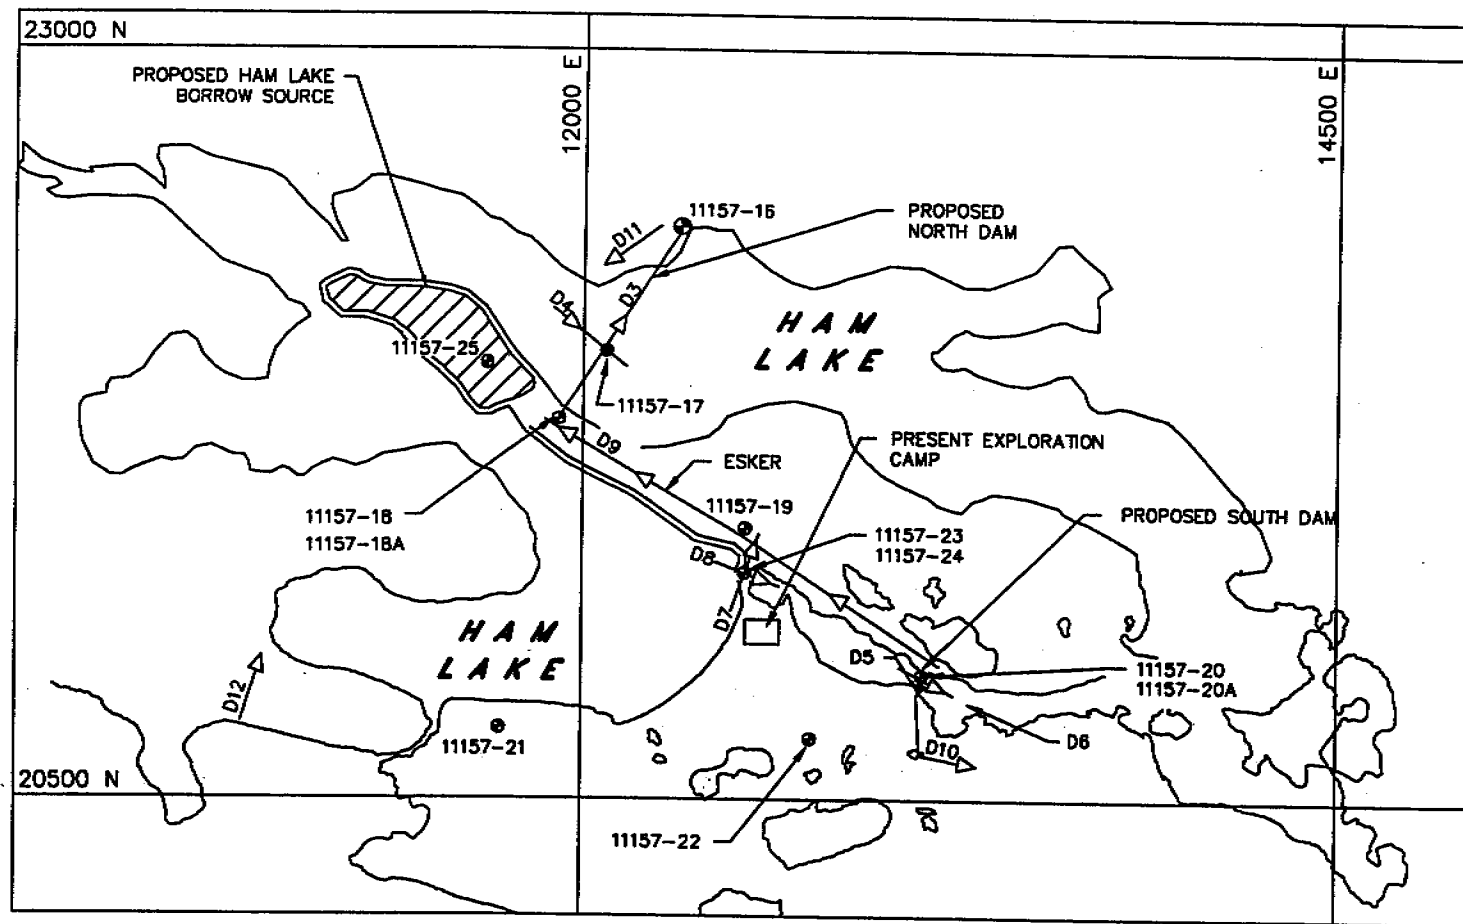 23000 N
PROPOSED HAM LAKE
BORROW SOURCE
12000 E
14500 E
11157-16
D11
PROPOSED
NORTH DAM
D3
D4
HAM
LAKE
11157-25
11157-17
D9
ESKER
PRESENT EXPLORATION
CAMP
11157-18
11157-18A
11157-19
11157-23
11157-24
PROPOSED SOUTH DAM
D8
D7
HAM
LAKE
D5
11157-20
11157-20A
D12
11157-21
D10
D6
20500 N
11157-22